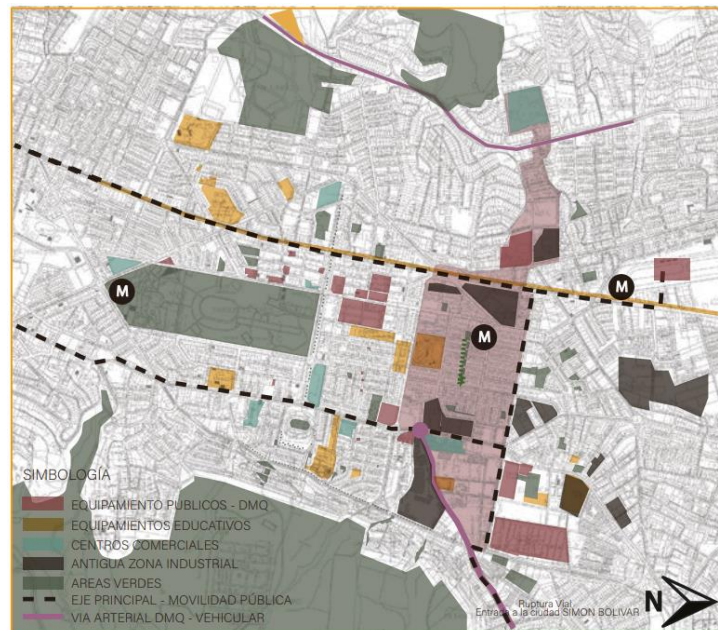 M
M
M
SIMBOLOGÍA
EQUIPAMIENTO PÚBLICOS - DMQ
EQUIPAMIENTOS EDUCATIVOS
CENTROS COMERCIALES
ANTIGUA ZONA INDUSTRIAL
AREAS VERDES
EJE PRINCIPAL - MOVILIDAD PÚBLICA
VIA ARTERIAL DMQ - VEHICULAR
Ruptura Vial
Entrada a la ciudad SIMON BOLIVAR
N